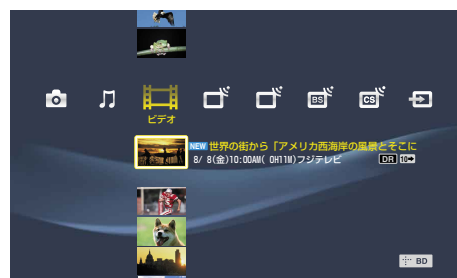 BS
CS
ビデオ
NEW 世界の街から「アメリカ西海岸の風景とそこに
8/ 8(金)10:00AM( 0H11M)フジテレビ DR
BD